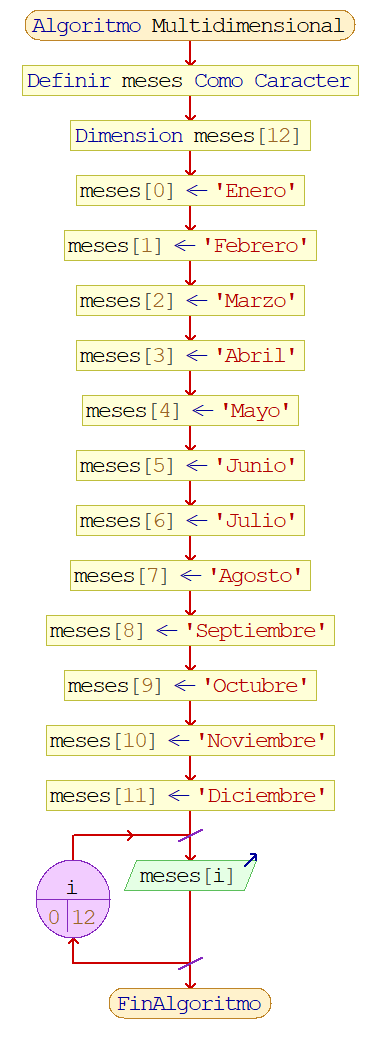 Algoritmo Multidimensional
Definir meses Como Caracter
Dimension meses[12]
meses[0] ← 'Enero'
meses[1] ← 'Febrero'
meses[2] ← 'Marzo'
meses[3] ← 'Abril'
meses[4] ← 'Mayo'
meses[5] ← 'Junio'
meses[6] ← 'Julio'
meses[7] ← 'Agosto'
meses[8] ← 'Septiembre'
meses[9] ← 'Octubre'
meses[10] ← 'Noviembre'
meses[11] ← 'Diciembre'
meses[i]
i
0 12
FinAlgoritmo